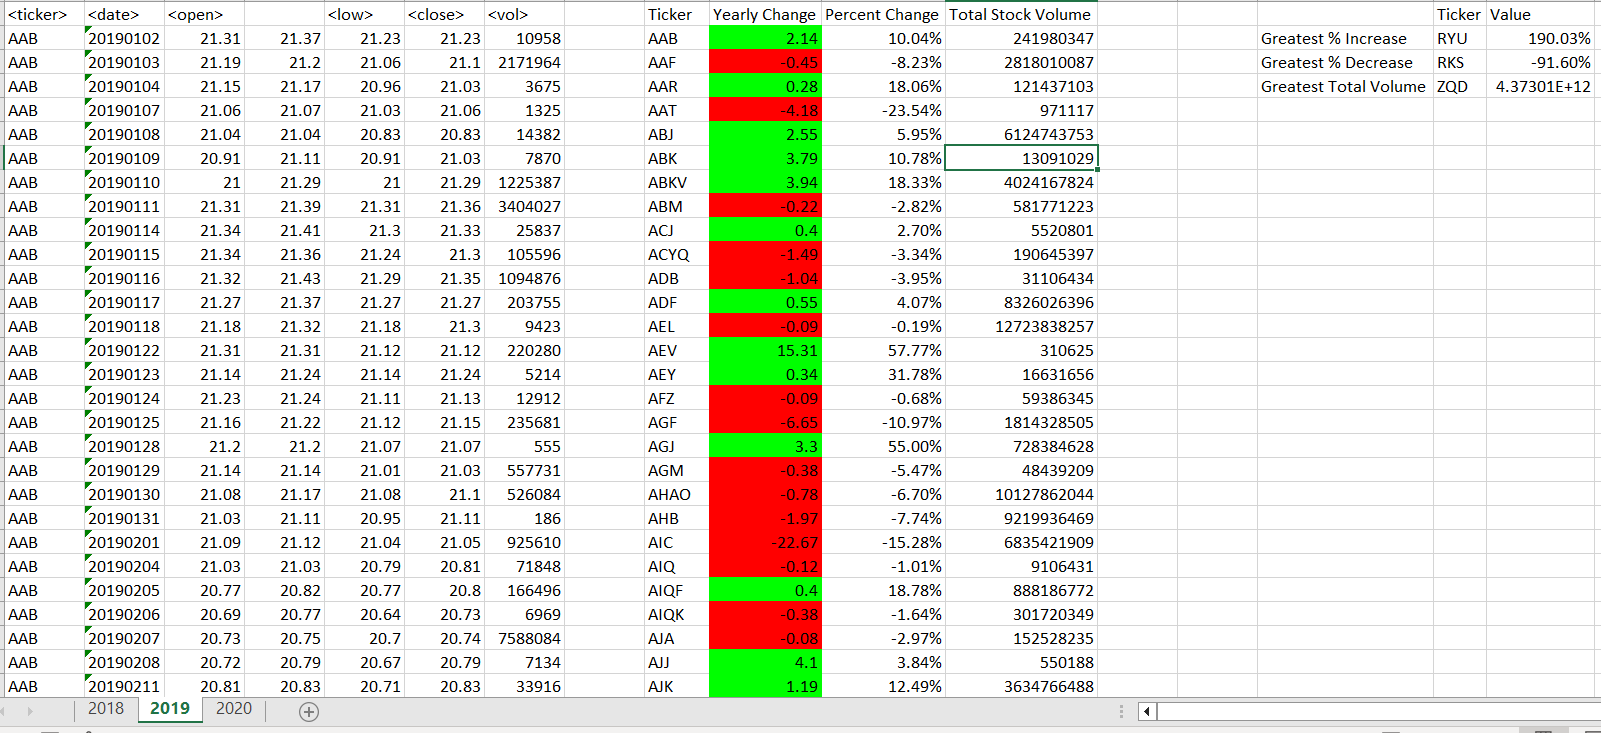 <ticker> <date> <open> <low> <close> <vol> Ticker Yearly Change Percent Change Total Stock Volume Ticker Value
AAB 20190102 21.31 21.37 21.23 21.23 10958 AAB 2.14 10.04% 241980347 Greatest % Increase RYU 190.03%
AAB 20190103 21.19 21.2 21.06 21.1 2171964 AAF -0.45 -8.23% 2818010087 Greatest % Decrease RKS -91.60%
AAB 20190104 21.15 21.17 20.96 21.03 3675 AAR 0.28 18.06% 121437103 Greatest Total Volume ZQD 4.37301E+12
AAB 20190107 21.06 21.07 21.03 21.06 1325 AAT -4.18 -23.54% 971117
AAB 20190108 21.04 21.04 20.83 20.83 14382 ABJ 2.55 5.95% 6124743753
AAB 20190109 20.91 21.11 20.91 21.03 7870 ABK 3.79 10.78% 13091029
AAB 20190110 21 21.29 21 21.29 1225387 ABKV 3.94 18.33% 4024167824
AAB 20190111 21.31 21.39 21.31 21.36 3404027 ABM -0.22 -2.82% 581771223
AAB 20190114 21.34 21.41 21.3 21.33 25837 ACJ 0.4 2.70% 5520801
AAB 20190115 21.34 21.36 21.24 21.3 105596 ACYQ -1.49 -3.34% 190645397
AAB 20190116 21.32 21.43 21.29 21.35 1094876 ADB -1.04 -3.95% 31106434
AAB 20190117 21.27 21.37 21.27 21.27 203755 ADF 0.55 4.07% 8326026396
AAB 20190118 21.18 21.32 21.18 21.3 9423 AEL -0.09 -0.19% 12723838257
AAB 20190122 21.31 21.31 21.12 21.12 220280 AEV 15.31 57.77% 310625
AAB 20190123 21.14 21.24 21.14 21.24 5214 AEY 0.34 31.78% 16631656
AAB 20190124 21.23 21.24 21.11 21.13 12912 AFZ -0.09 -0.68% 59386345
AAB 20190125 21.16 21.22 21.12 21.15 235681 AGF -6.65 -10.97% 1814328505
AAB 20190128 21.2 21.2 21.07 21.07 555 AGJ 3.3 55.00% 728384628
AAB 20190129 21.14 21.14 21.01 21.03 557731 AGM -0.38 -5.47% 48439209
AAB 20190130 21.08 21.17 21.08 21.1 526084 AHAO -0.78 -6.70% 10127862044
AAB 20190131 21.03 21.11 20.95 21.11 186 AHB -1.97 -7.74% 9219936469
AAB 20190201 21.09 21.12 21.04 21.05 925610 AIC -22.67 -15.28% 6835421909
AAB 20190204 21.03 21.03 20.79 20.81 71848 AIQ -0.12 -1.01% 9106431
AAB 20190205 20.77 20.82 20.77 20.8 166496 AIQF 0.4 18.78% 888186772
AAB 20190206 20.69 20.77 20.64 20.73 6969 AIQK -0.38 -1.64% 301720349
AAB 20190207 20.73 20.75 20.7 20.74 7588084 AJA -0.08 -2.97% 152528235
AAB 20190208 20.72 20.79 20.67 20.79 7134 AJJ 4.1 3.84% 550188
AAB 20190211 20.81 20.83 20.71 20.83 33916 AJK 1.19 12.49% 3634766488
2018 2019 2020